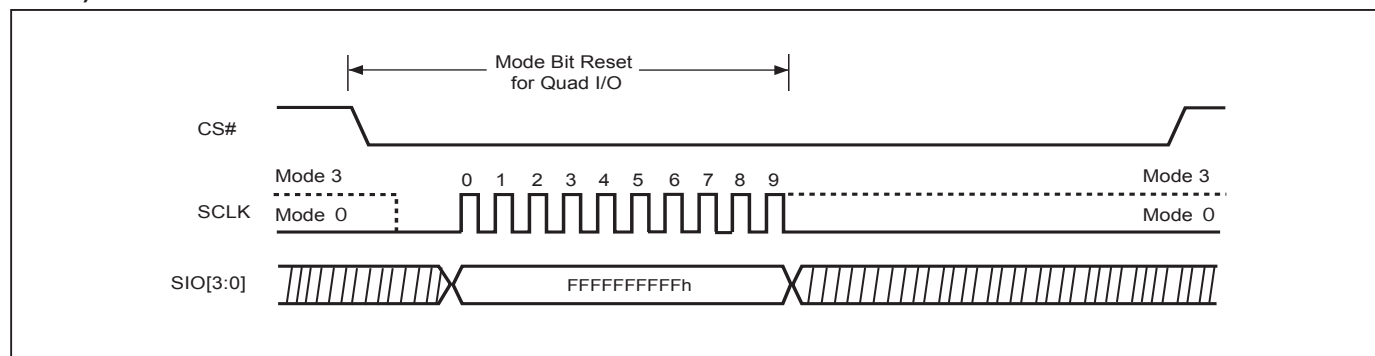 Mode Bit Reset
for Quad I/O
CS#
Mode 3
0 1 2 3 4 5 6 7 8 9
Mode 3
SCLK
Mode 0
Mode 0
SIO[3:0]
FFFFFFFFFFh